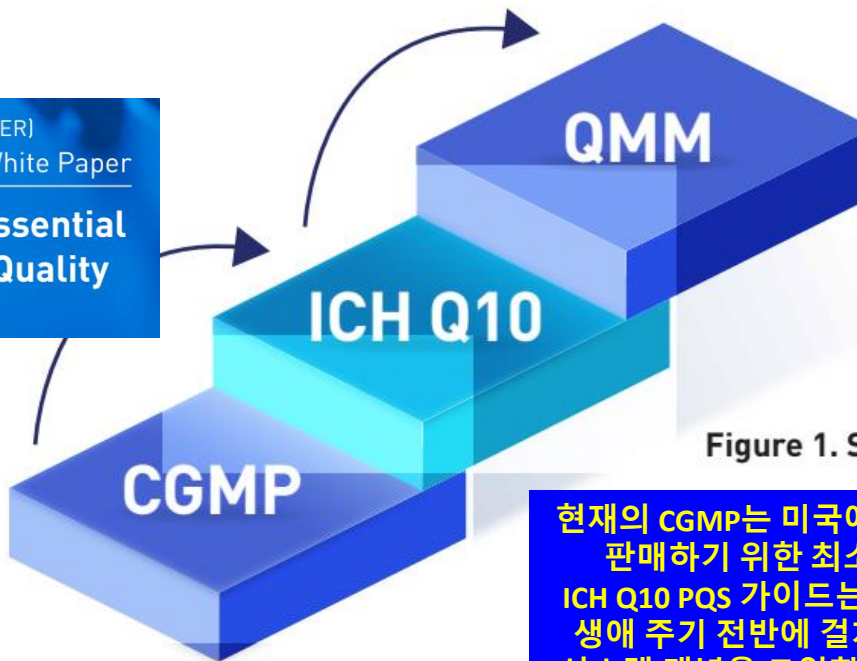 ER)
White Paper
ssential
Quality
QMM
ICH Q10
CGMP
Figure 1. S
현재의 CGMP는 미국에
판매하기 위한 최소
ICH Q10 PQS 가이드는
생애 주기 전반에 걸